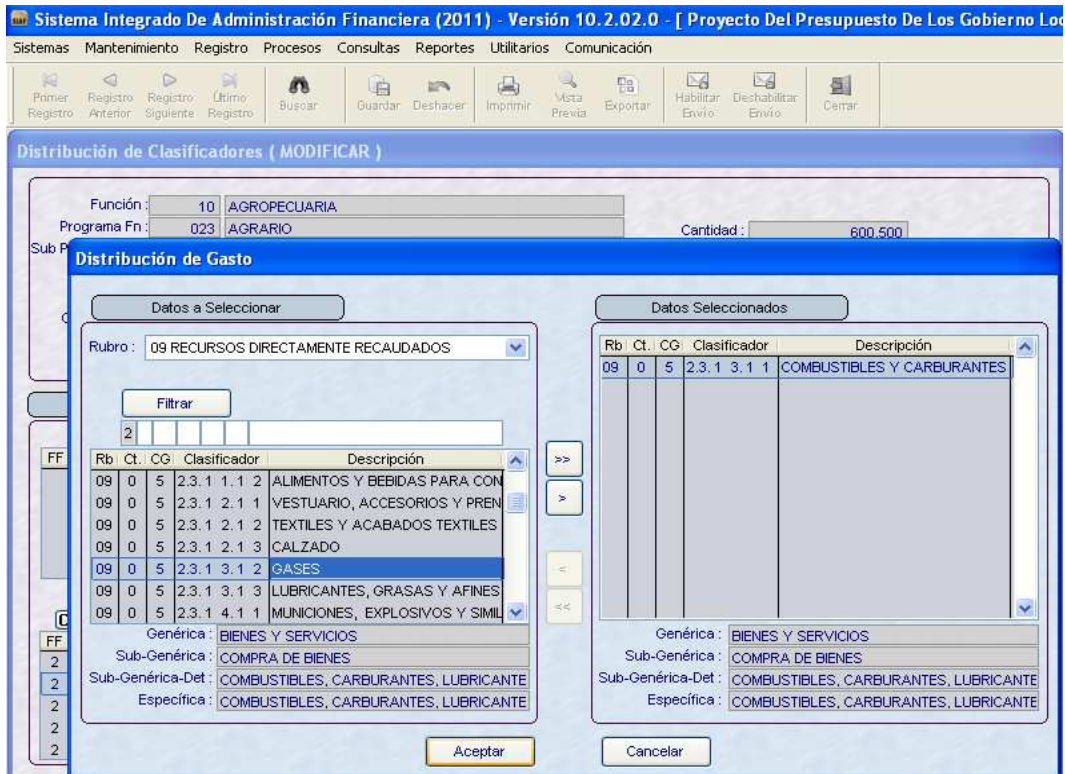 Sistema Integrado De Administración Financiera (2011) - Versión 10.2.02.0 - [ Proyecto Del Presupuesto De Los Gobierno Loc
Sistemas Mantenimiento Registro Procesos Consultas Reportes Utilitarios Comunicación
Primer Registro
Registro Anterior
Registro Siguiente
Último Registro
Buscar
Guardar
Deshacer
Imprimir
Vista Previa
Exportar
Habilitar Envío
Deshabilitar Envío
Cerrar
Distribución de Clasificadores ( MODIFICAR )
Función : 10 AGROPECUARIA
Programa Fn : 023 AGRARIO Cantidad : 600.500
Sub P
Distribución de Gasto
Datos a Seleccionar
Rubro : 09 RECURSOS DIRECTAMENTE RECAUDADOS
Filtrar
2
Rb Ct. CG Clasificador Descripción
09 0 5 2.3.1 1.1 2 ALIMENTOS Y BEBIDAS PARA CON
09 0 5 2.3.1 2.1 1 VESTUARIO, ACCESORIOS Y PREN
09 0 5 2.3.1 2.1 2 TEXTILES Y ACABADOS TEXTILES
09 0 5 2.3.1 2.1 3 CALZADO
09 0 5 2.3.1 3.1 2 GASES
09 0 5 2.3.1 3.1 3 LUBRICANTES, GRASAS Y AFINES
09 0 5 2.3.1 4.1 1 MUNICIONES, EXPLOSIVOS Y SIMIL
Genérica : BIENES Y SERVICIOS
Sub-Genérica : COMPRA DE BIENES
Sub-Genérica-Det : COMBUSTIBLES, CARBURANTES, LUBRICANTE
Específica : COMBUSTIBLES, CARBURANTES, LUBRICANTE
>>
>
<
<<
Datos Seleccionados
Rb Ct. CG Clasificador Descripción
09 0 5 2.3.1 3.1 1 COMBUSTIBLES Y CARBURANTES
Genérica : BIENES Y SERVICIOS
Sub-Genérica : COMPRA DE BIENES
Sub-Genérica-Det : COMBUSTIBLES, CARBURANTES, LUBRICANTE
Específica : COMBUSTIBLES, CARBURANTES, LUBRICANTE
Aceptar Cancelar
FF
FF
2
2
2
2
2